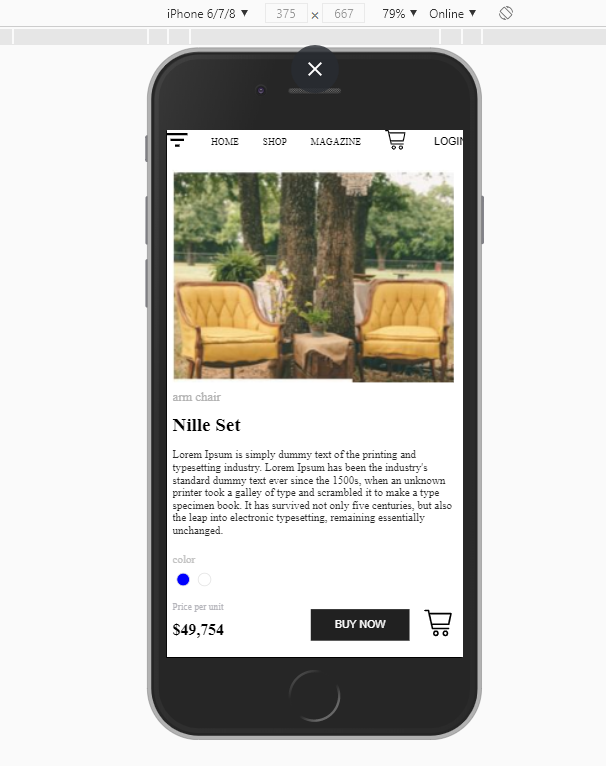 iPhone 6/7/8 ▼ 375 × 667 79% ▼ Online ▼
HOME SHOP MAGAZINE LOGIN
arm chair
Nille Set
Lorem Ipsum is simply dummy text of the printing and
typesetting industry. Lorem Ipsum has been the industry's
standard dummy text ever since the 1500s, when an unknown
printer took a galley of type and scrambled it to make a type
specimen book. It has survived not only five centuries, but also
the leap into electronic typesetting, remaining essentially
unchanged.
color
Price per unit
$49,754
BUY NOW